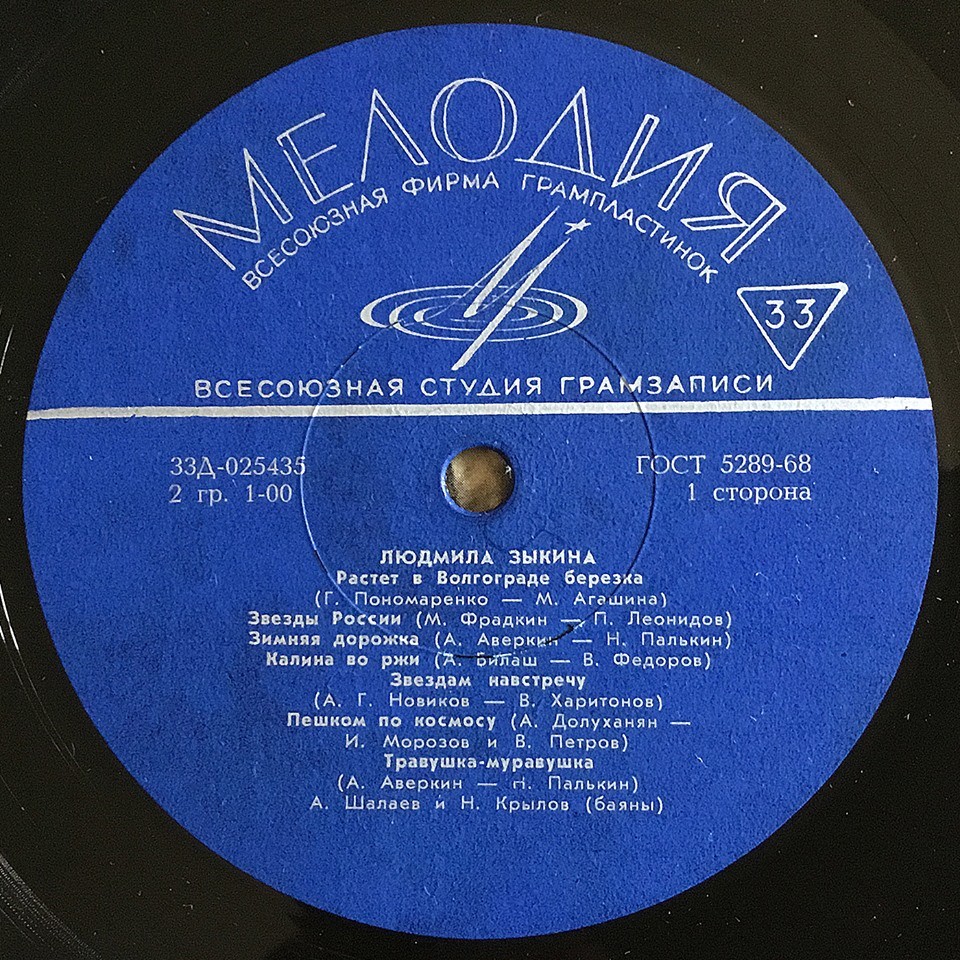 МЕЛОДИЯ
ВСЕСОЮЗНАЯ ФИРМА ГРАМПЛАСТИНОК
33
ВСЕСОЮЗНАЯ СТУДИЯ ГРАМЗАПИСИ
33Д-025435
ГОСТ 5289-68
2 гр. 1-00
1 сторона
ЛЮДМИЛА ЗЫКИНА
Растет в Волгограде березка
(Г. Пономаренко — М. Агашина)
Звезды России (М. Фрадкин — П. Леонидов)
Зимняя дорожка (А. Аверкин — Н. Палькин)
Калина во ржи (А. Билаш — В. Федоров)
Звездам навстречу
(А. Г. Новиков — В. Харитонов)
Пешком по космосу (А. Долуханян —
И. Морозов и В. Петров)
Травушка-муравушка
(А. Аверкин — Н. Палькин)
А. Шалаев и Н. Крылов (баяны)